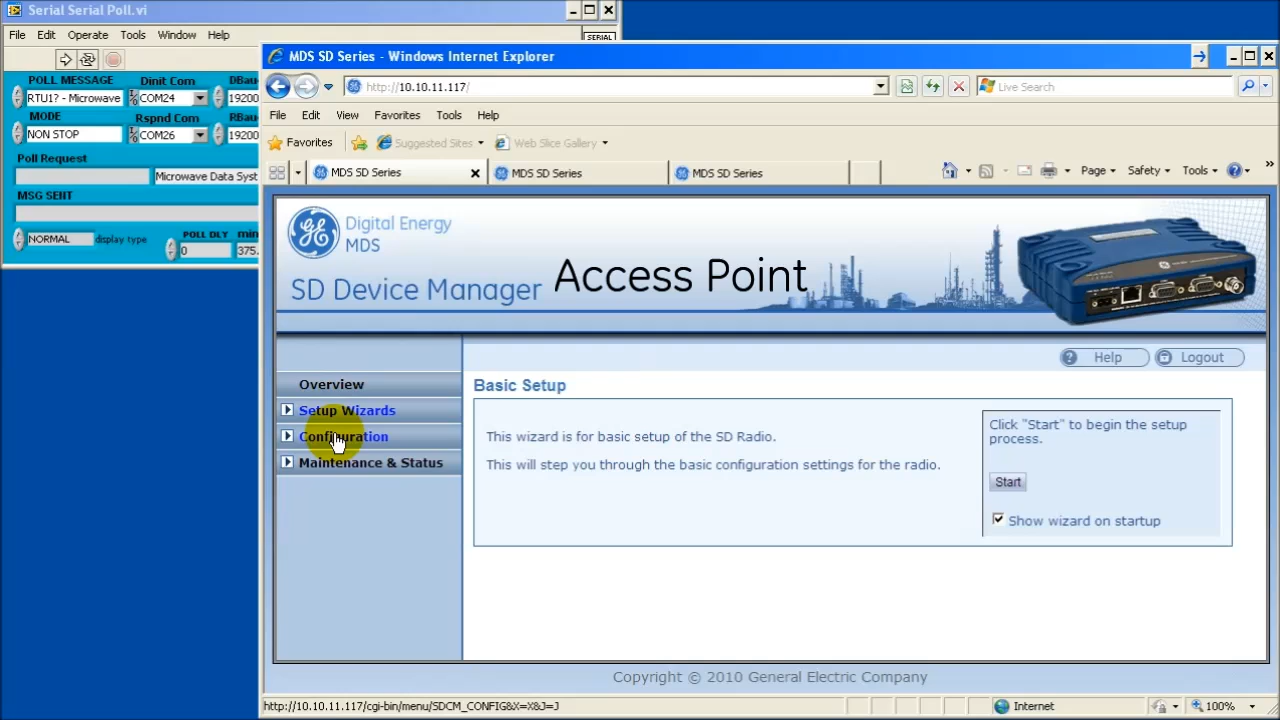 Serial Serial Poll.vi
File Edit Operate Tools Window Help
SERIAL
POLL MESSAGE Dinit Com DBau
RTU1? - Microwave COM24 19200
MODE Rspnd Com RBau
NON STOP COM26 19200
Poll Request
Microwave Data Syst
MSG SENT
NORMAL display type POLL DLY min
0 375.
MDS SD Series - Windows Internet Explorer
http://10.10.11.117/ Live Search
File Edit View Favorites Tools Help
Favorites Suggested Sites Web Slice Gallery
MDS SD Series MDS SD Series MDS SD Series Page Safety Tools
Digital Energy
MDS
SD Device Manager Access Point
Help Logout
Overview
Setup Wizards
Configuration
Maintenance & Status
Basic Setup
This wizard is for basic setup of the SD Radio.
This will step you through the basic configuration settings for the radio.
Click "Start" to begin the setup
process.
Start
Show wizard on startup
Copyright © 2010 General Electric Company
http://10.10.11.117/cgi-bin/menu/SDCM_CONFIG&X=X&J=J Internet 100%